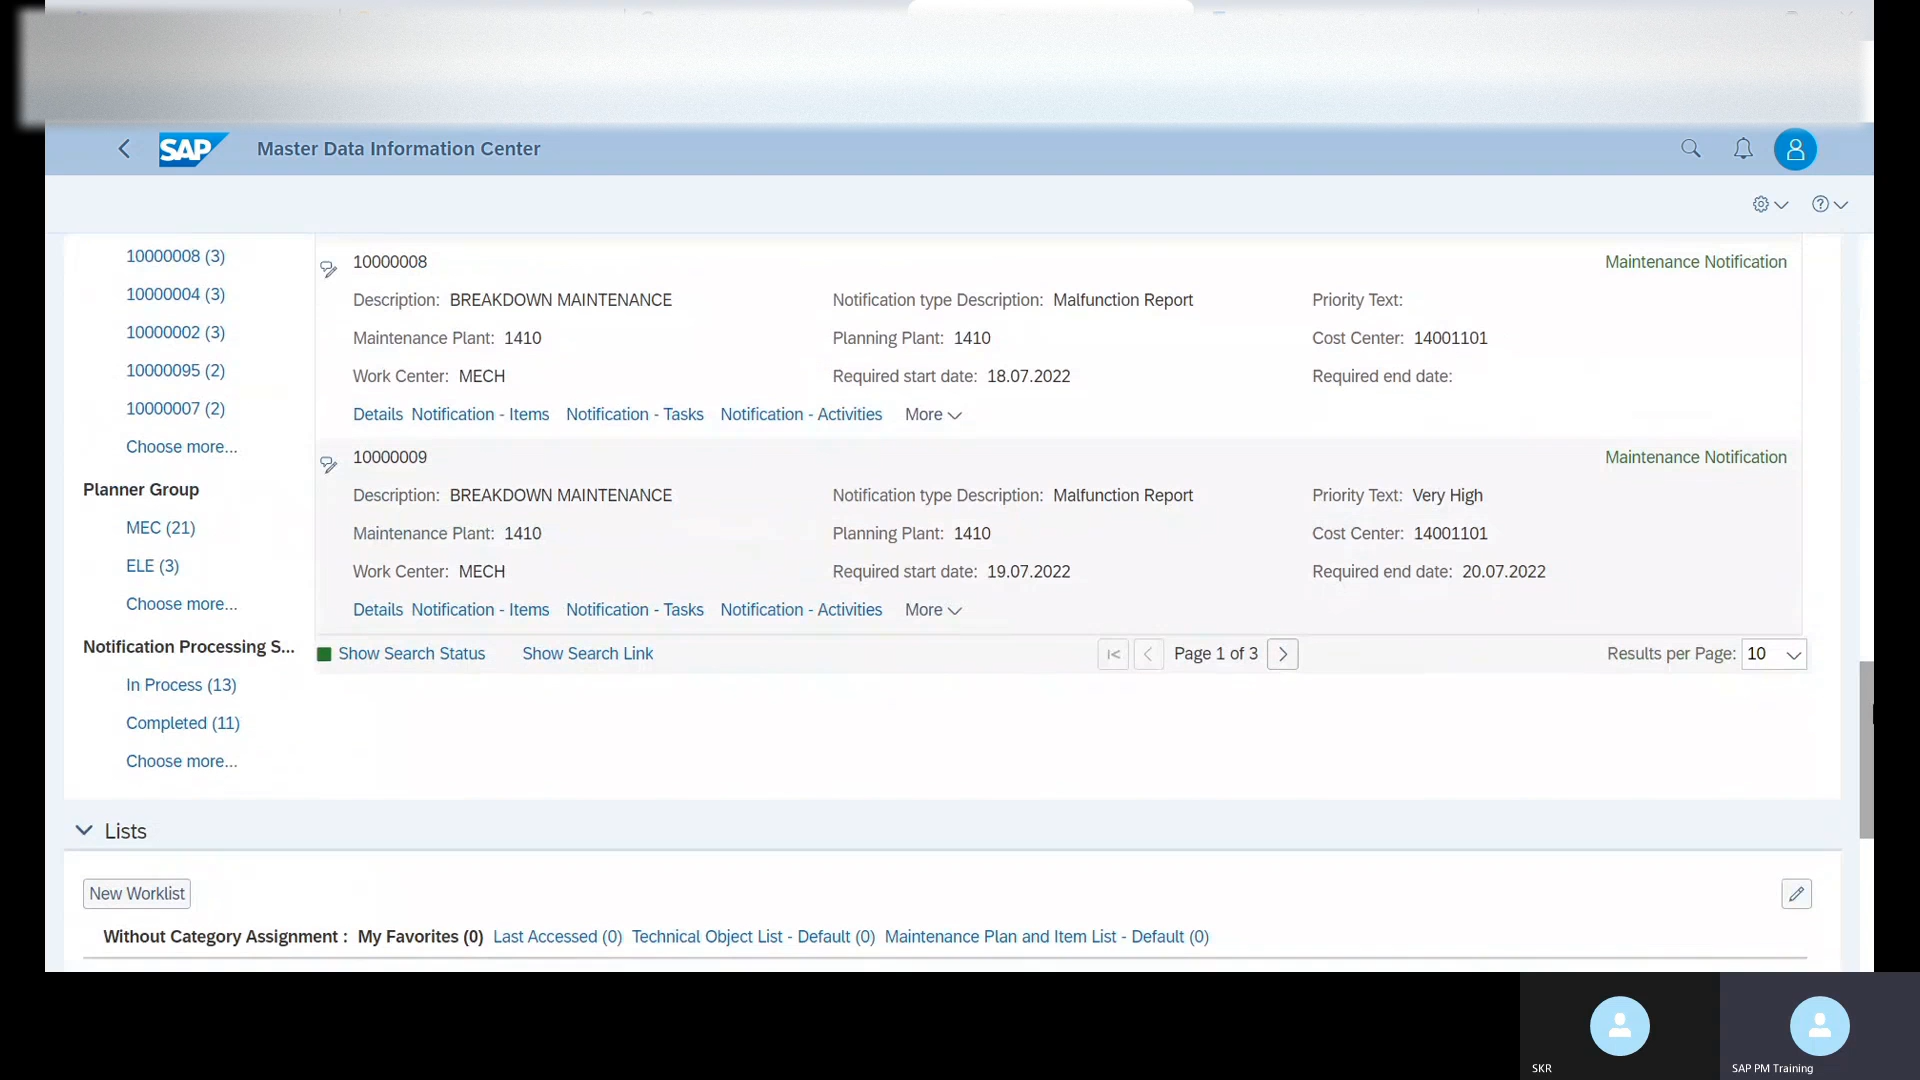 SAP Master Data Information Center
10000008 (3)
10000004 (3)
10000002 (3)
10000095 (2)
10000007 (2)
Choose more...
Planner Group
MEC (21)
ELE (3)
Choose more...
Notification Processing S...
In Process (13)
Completed (11)
Choose more...
10000008 Maintenance Notification
Description: BREAKDOWN MAINTENANCE Notification type Description: Malfunction Report Priority Text:
Maintenance Plant: 1410 Planning Plant: 1410 Cost Center: 14001101
Work Center: MECH Required start date: 18.07.2022 Required end date:
Details Notification - Items Notification - Tasks Notification - Activities More
10000009 Maintenance Notification
Description: BREAKDOWN MAINTENANCE Notification type Description: Malfunction Report Priority Text: Very High
Maintenance Plant: 1410 Planning Plant: 1410 Cost Center: 14001101
Work Center: MECH Required start date: 19.07.2022 Required end date: 20.07.2022
Details Notification - Items Notification - Tasks Notification - Activities More
Show Search Status Show Search Link Page 1 of 3 Results per Page: 10
Lists
New Worklist
Without Category Assignment : My Favorites (0) Last Accessed (0) Technical Object List - Default (0) Maintenance Plan and Item List - Default (0)
SKR SAP PM Training